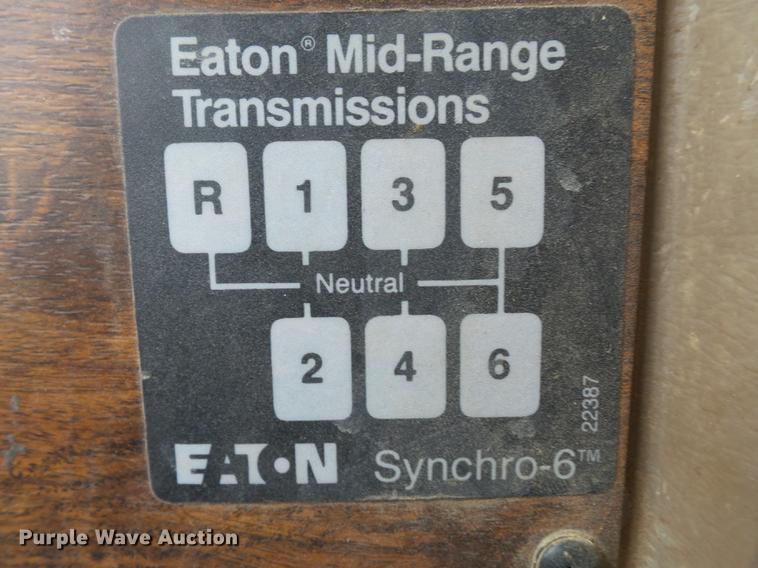 Eaton® Mid-Range
Transmissions
R 1 3 5
Neutral
2 4 6
22387
EATON Synchro-6™
Purple Wave Auction